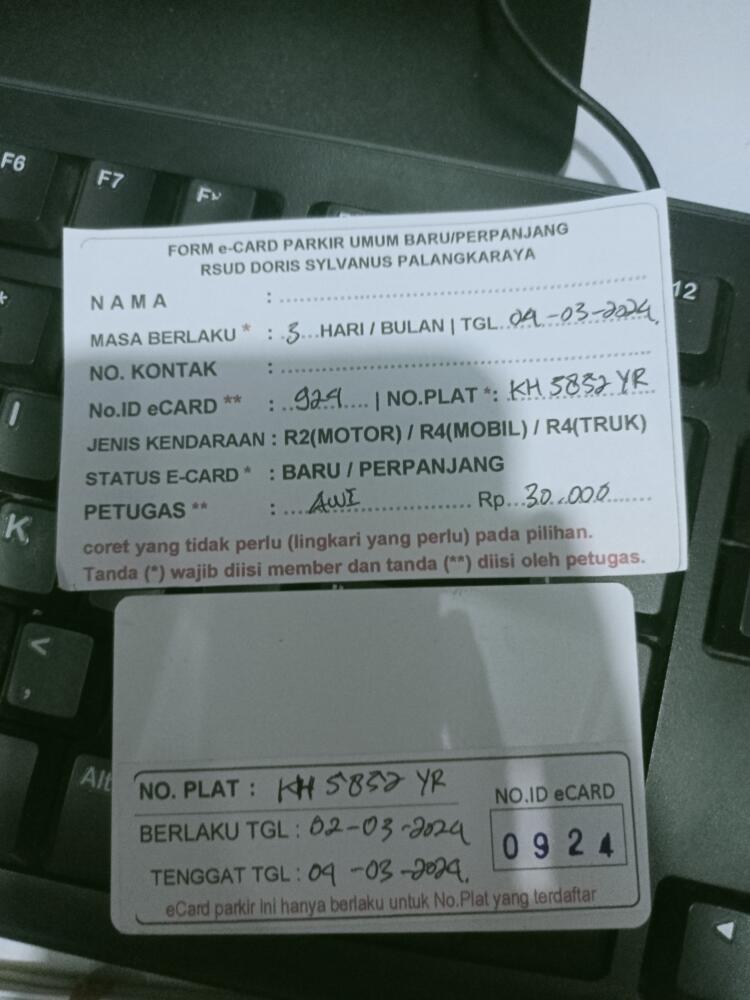 F6
F7
12
K
<
,
Alt
FORM e-CARD PARKIR UMUM BARU/PERPANJANG
RSUD DORIS SYLVANUS PALANGKARAYA
NAMA :
MASA BERLAKU * : 3 HARI / BULAN | TGL 04-03-2024.
NO. KONTAK :
No.ID eCARD ** : 924 | NO.PLAT *: KH 5832 YR
JENIS KENDARAAN : R2(MOTOR) / R4(MOBIL) / R4(TRUK)
STATUS E-CARD * : BARU / PERPANJANG
PETUGAS ** : AWI Rp. 30.000
coret yang tidak perlu (lingkari yang perlu) pada pilihan.
Tanda (*) wajib diisi member dan tanda (**) diisi oleh petugas.
NO. PLAT : KH 5832 YR
BERLAKU TGL : 02-03-2024
TENGGAT TGL : 04-03-2024.
NO.ID eCARD
0924
eCard parkir ini hanya berlaku untuk No.Plat yang terdaftar